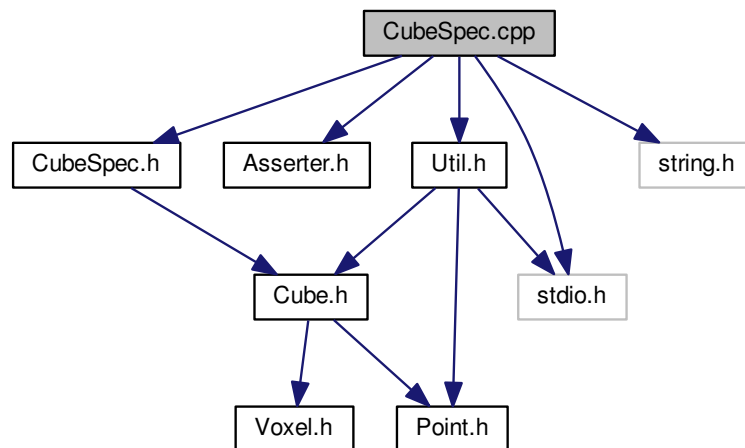 CubeSpec.cpp
CubeSpec.h
Asserter.h
Util.h
string.h
Cube.h
stdio.h
Voxel.h
Point.h